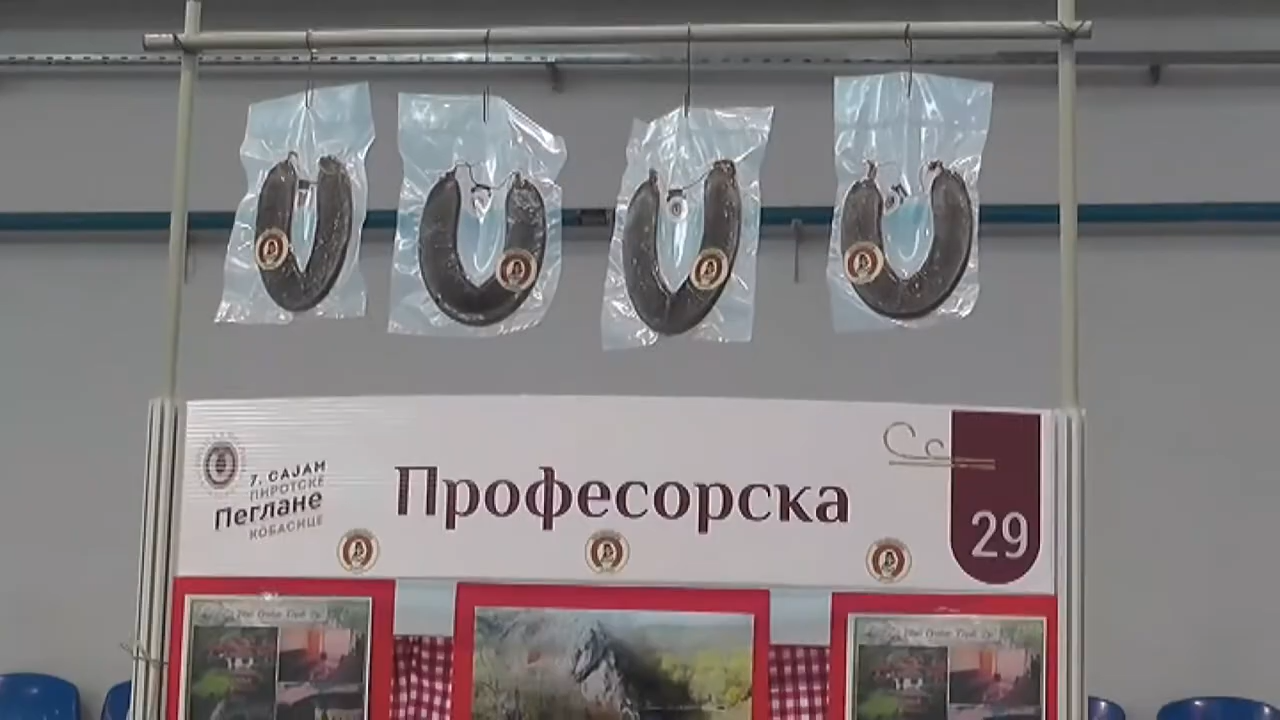 7. САЈАМ
ПИРОТСКЕ
Пеглане
КОБАСИЦЕ
Професорска
29